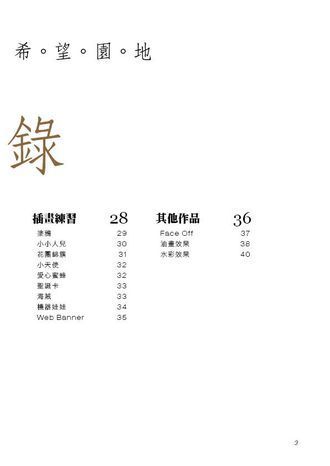 希。望。園。地
錄
插畫練習 28
塗鴉 29
小小人兒 30
花團錦簇 31
小天使 32
愛心蜜蜂 32
聖誕卡 33
海賊 33
機器娃娃 34
Web Banner 35
其他作品 36
Face Off 37
油畫效果 38
水彩效果 40
3